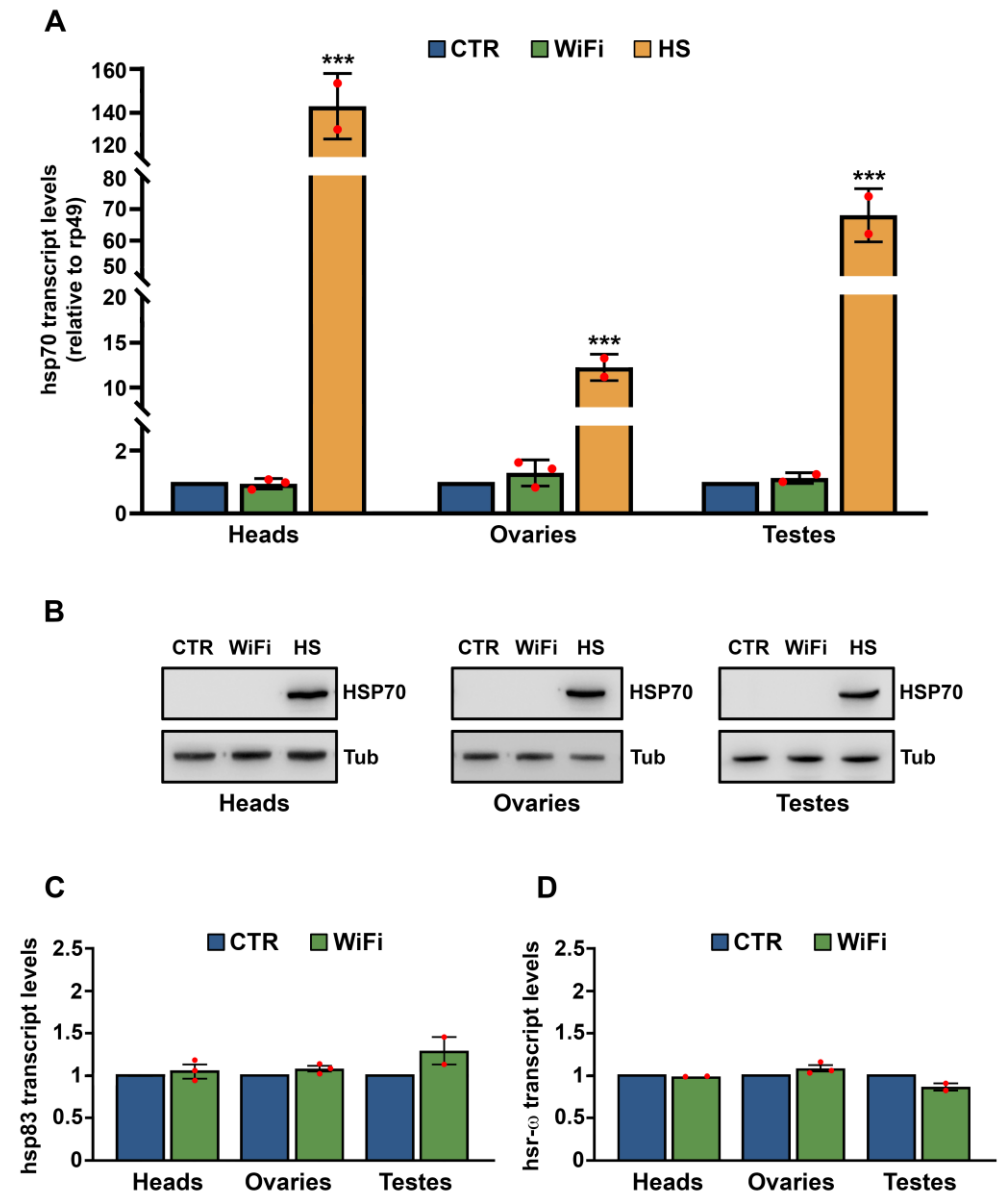 A
CTR WiFi HS
hsp70 transcript levels
(relative to rp49)
160
140
120
80
70
60
50
20
15
10
2
0
***
***
***
Heads Ovaries Testes
B
CTR WiFi HS
HSP70
Tub
Heads
CTR WiFi HS
HSP70
Tub
Ovaries
CTR WiFi HS
HSP70
Tub
Testes
C
CTR WiFi
hsp83 transcript levels
2.5
2
1.5
1
0.5
0
Heads Ovaries Testes
D
CTR WiFi
hsr-ω transcript levels
2.5
2
1.5
1
0.5
0
Heads Ovaries Testes